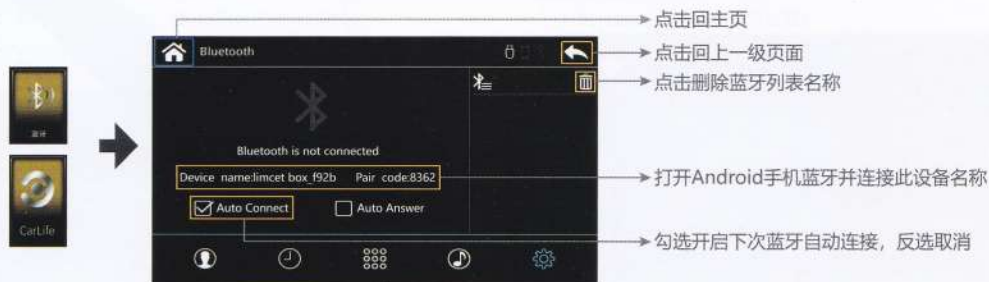 点击回主页
Bluetooth
点击回上一级页面
点击删除蓝牙列表名称
蓝牙
Bluetooth is not connected
Device name:limcet box_f92b Pair code:8362
打开Android手机蓝牙并连接此设备名称
Auto Connect
Auto Answer
CarLife
勾选开启下次蓝牙自动连接，反选取消